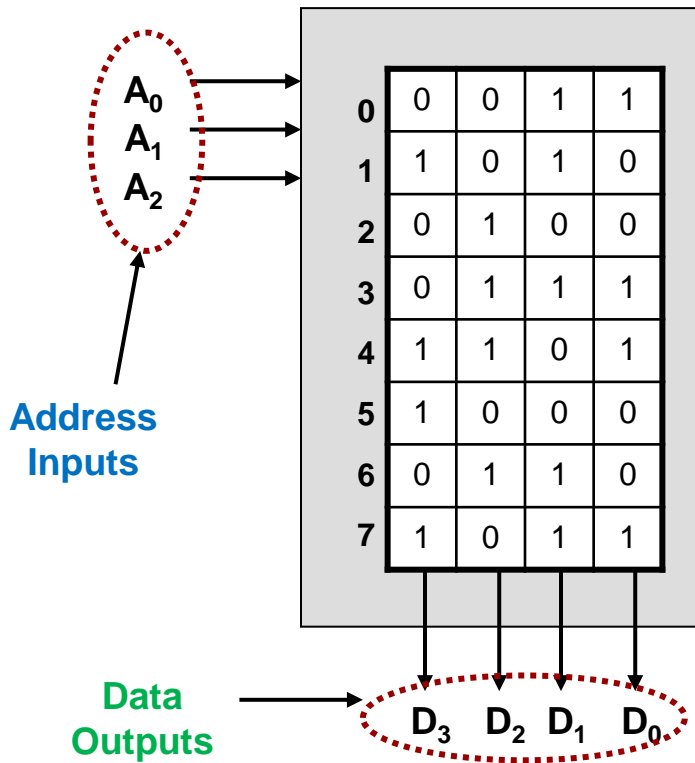 A₀
A₁
A₂
0 0 0 1 1
1 1 0 1 0
2 0 1 0 0
3 0 1 1 1
4 1 1 0 1
5 1 0 0 0
6 0 1 1 0
7 1 0 1 1
Address
Inputs
Data
Outputs
D₃ D₂ D₁ D₀